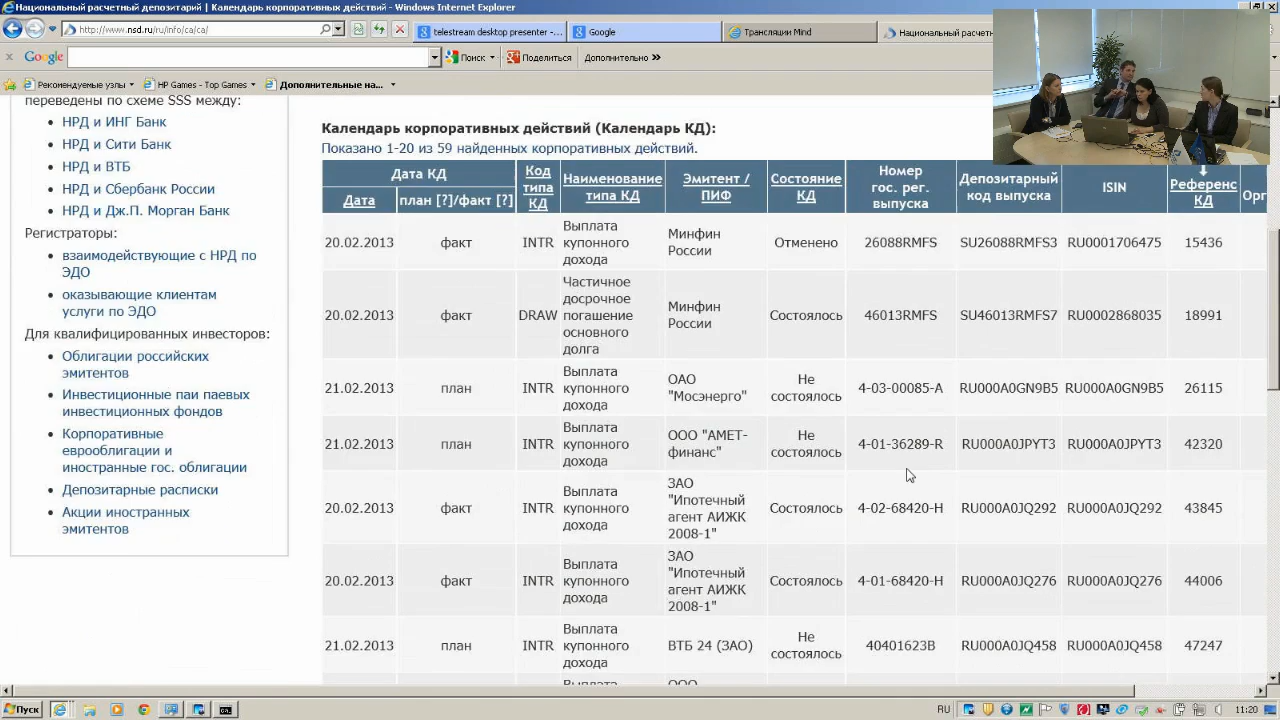 Национальный расчетный депозитарий | Календарь корпоративных действий - Windows Internet Explorer
http://www.nsd.ru/ru/info/ca/ca/
telestream desktop presenter -...
Google
Трансляции Mind
Национальный расчетн
Google
Поиск
Поделиться
Дополнительно »
Рекомендуемые узлы
HP Games - Top Games
Дополнительные на...
переведены по схеме SSS между:
НРД и ИНГ Банк
НРД и Сити Банк
НРД и ВТБ
НРД и Сбербанк России
НРД и Дж.П. Морган Банк
Регистраторы:
взаимодействующие с НРД по
ЭДО
оказывающие клиентам
услуги по ЭДО
Для квалифицированных инвесторов:
Облигации российских
эмитентов
Инвестиционные паи паевых
инвестиционных фондов
Корпоративные
еврооблигации и
иностранные гос. облигации
Депозитарные расписки
Акции иностранных
эмитентов
Календарь корпоративных действий (Календарь КД):
Показано 1-20 из 59 найденных корпоративных действий.
Дата КД
Дата
план [?]/факт [?]
Код
типа
КД
Наименование
типа КД
Эмитент /
ПИФ
Состояние
КД
Номер
гос. рег.
выпуска
Депозитарный
код выпуска
ISIN
Референс
КД
Орг
20.02.2013 факт INTR Выплата
купонного
дохода
Минфин
России
Отменено 26088RMFS SU26088RMFS3 RU0001706475 15436
20.02.2013 факт DRAW Частичное
досрочное
погашение
основного
долга
Минфин
России
Состоялось 46013RMFS SU46013RMFS7 RU0002868035 18991
21.02.2013 план INTR Выплата
купонного
дохода
ОАО
"Мосэнерго"
Не
состоялось
4-03-00085-A RU000A0GN9B5 RU000A0GN9B5 26115
21.02.2013 план INTR Выплата
купонного
дохода
ООО "АМЕТ-
финанс"
Не
состоялось
4-01-36289-R RU000A0JPYT3 RU000A0JPYT3 42320
20.02.2013 факт INTR Выплата
купонного
дохода
ЗАО
"Ипотечный
агент АИЖК
2008-1"
Состоялось 4-02-68420-H RU000A0JQ292 RU000A0JQ292 43845
20.02.2013 факт INTR Выплата
купонного
дохода
ЗАО
"Ипотечный
агент АИЖК
2008-1"
Состоялось 4-01-68420-H RU000A0JQ276 RU000A0JQ276 44006
21.02.2013 план INTR Выплата
купонного
дохода
ВТБ 24 (ЗАО)
Не
состоялось
40401623B RU000A0JQ458 RU000A0JQ458 47247
Выплата
ООО
Пуск
RU
11:20